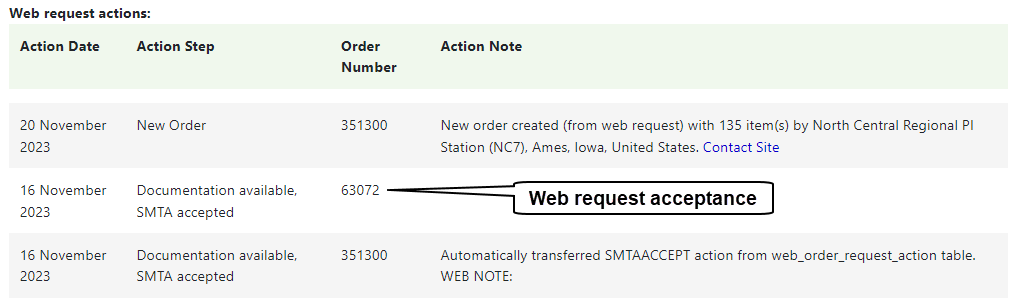 Web request actions:
Action Date Action Step Order Number Action Note
20 November 2023 New Order 351300 New order created (from web request) with 135 item(s) by North Central Regional PI
Station (NC7), Ames, Iowa, United States. Contact Site
16 November 2023 Documentation available, SMTA accepted 63072 Web request acceptance
16 November 2023 Documentation available, SMTA accepted 351300 Automatically transferred SMTAACCEPT action from web_order_request_action table.
WEB NOTE: